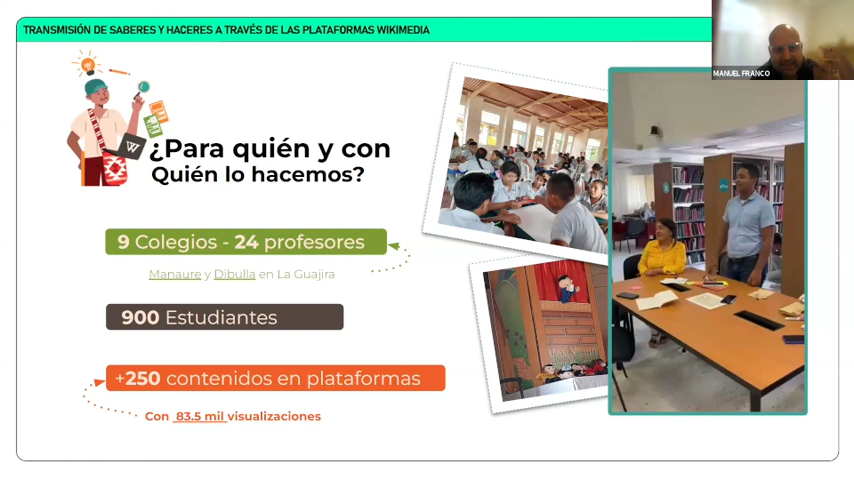 TRANSMISIÓN DE SABERES Y HACERES A TRAVÉS DE LAS PLATAFORMAS WIKIMEDIA
MANUEL FRANCO
¿Para quién y con
Quién lo hacemos?
9 Colegios - 24 profesores
Manaure y Dibulla en La Guajira
900 Estudiantes
+250 contenidos en plataformas
Con 83.5 mil visualizaciones
W